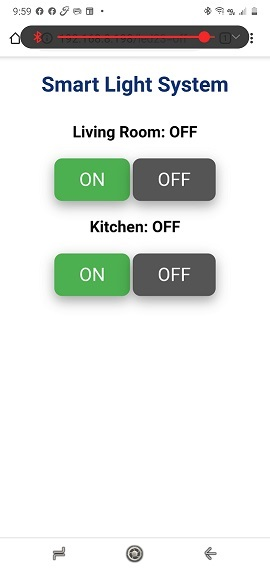 9:59
Smart Light System
Living Room: OFF
ON OFF
Kitchen: OFF
ON OFF